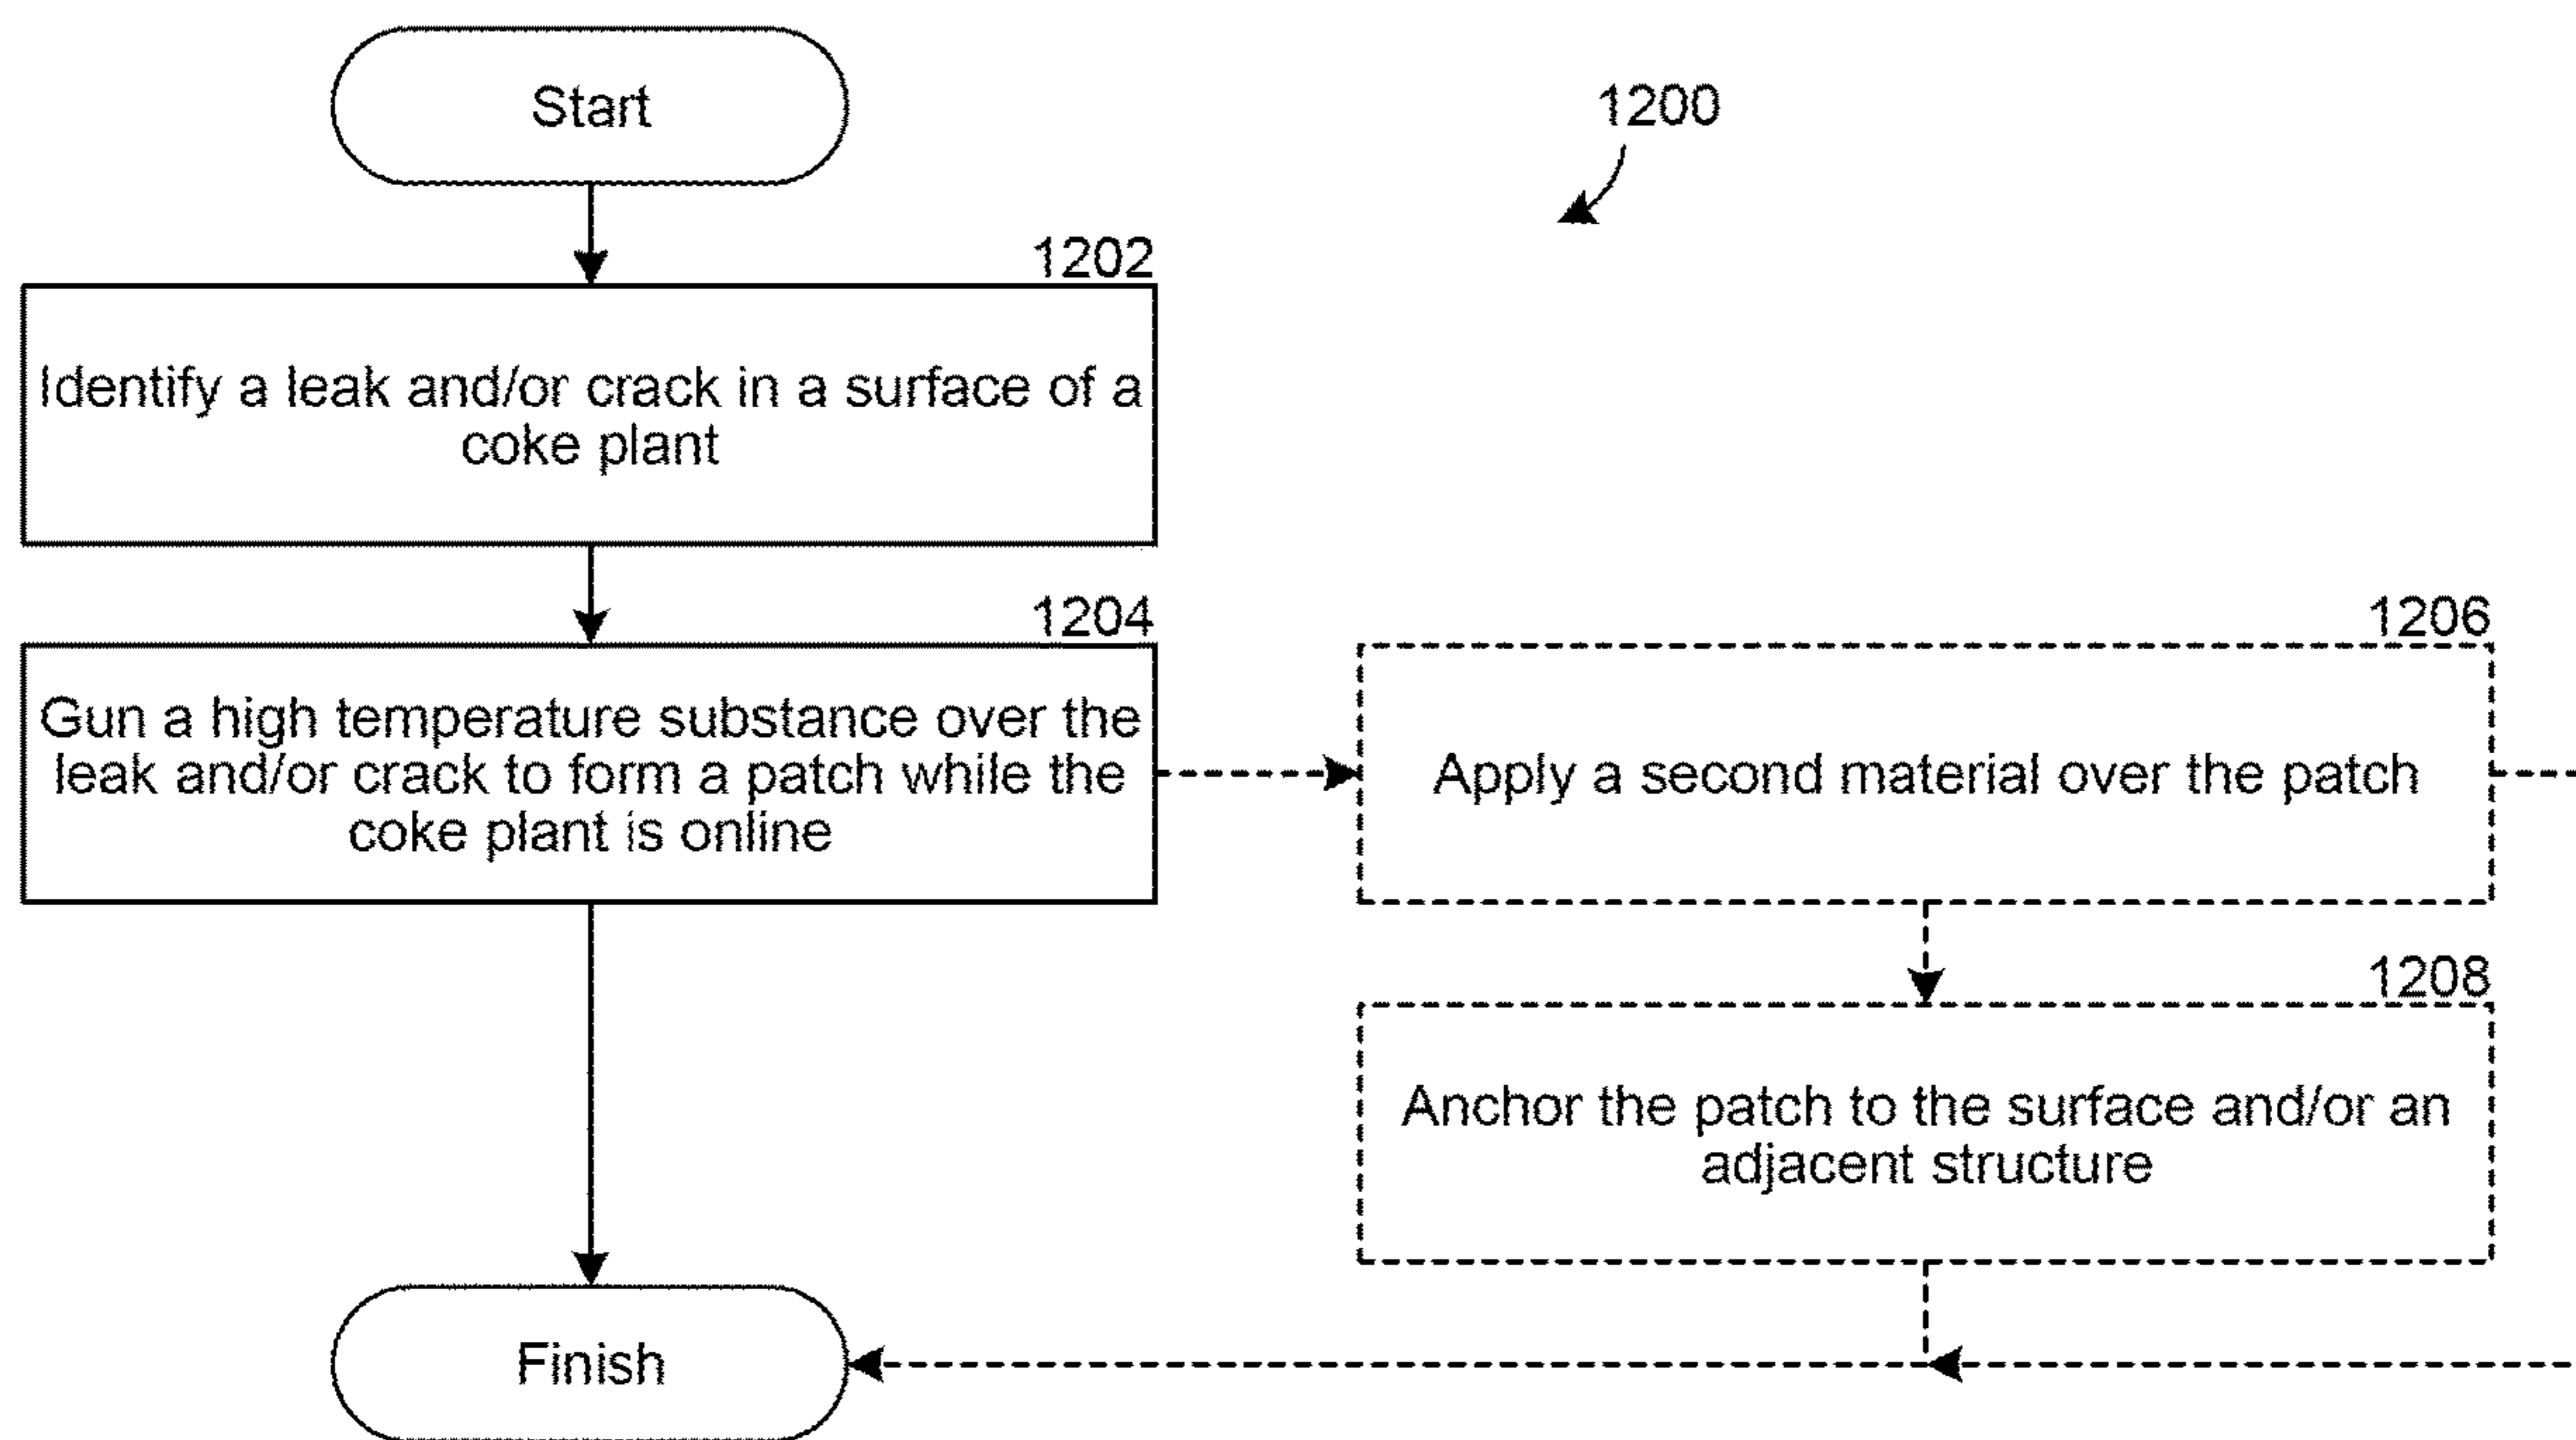 Start
1200
1202
Identify a leak and/or crack in a surface of a
coke plant
1204
Gun a high temperature substance over the
leak and/or crack to form a patch while the
coke plant is online
1206
Apply a second material over the patch
1208
Anchor the patch to the surface and/or an
adjacent structure
Finish